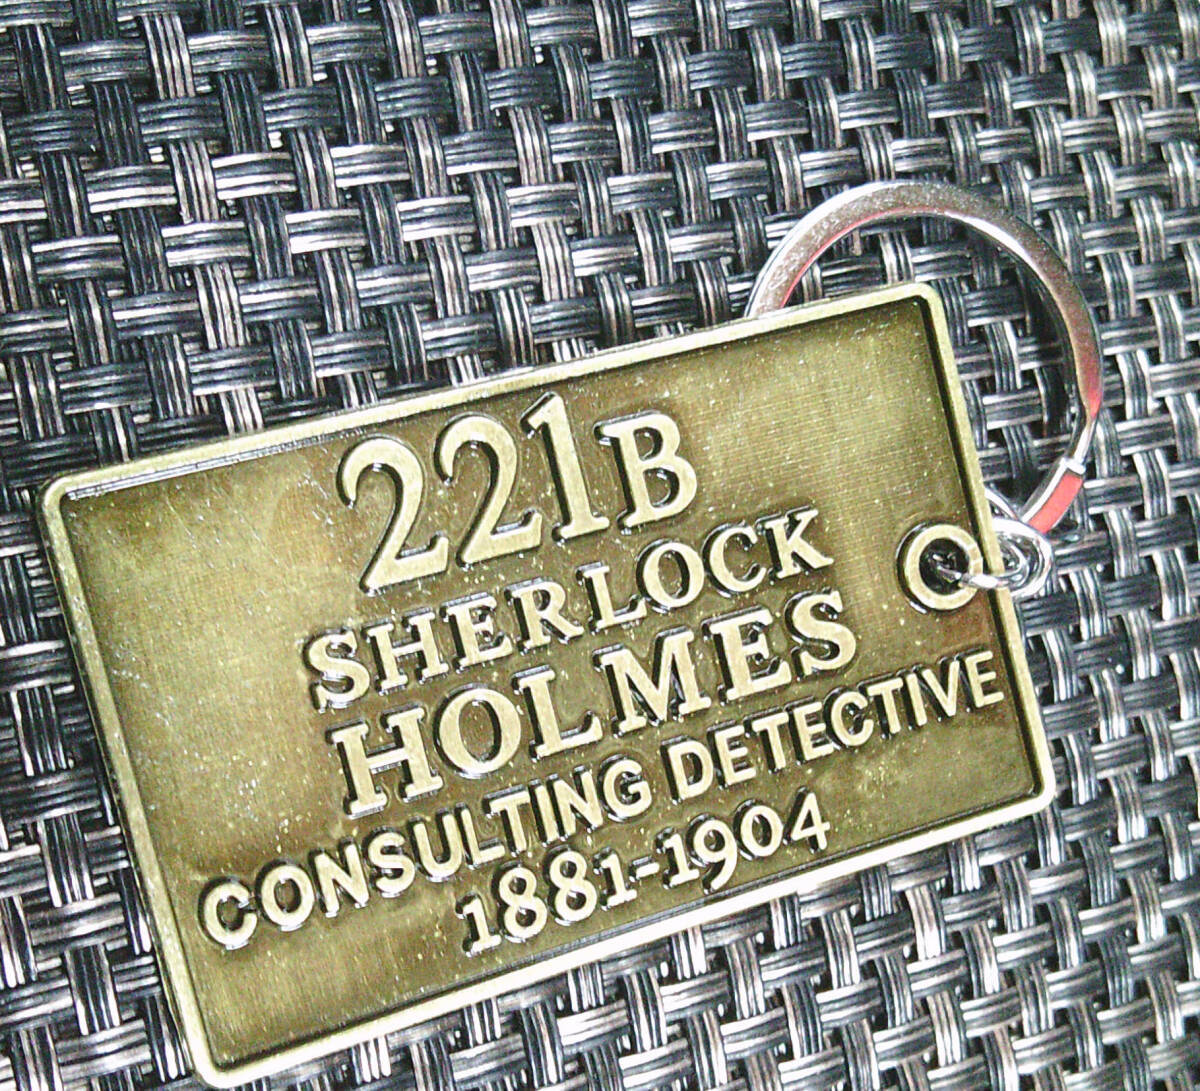 221B
SHERLOCK
HOLMES
CONSULTING DETECTIVE
1881-1904